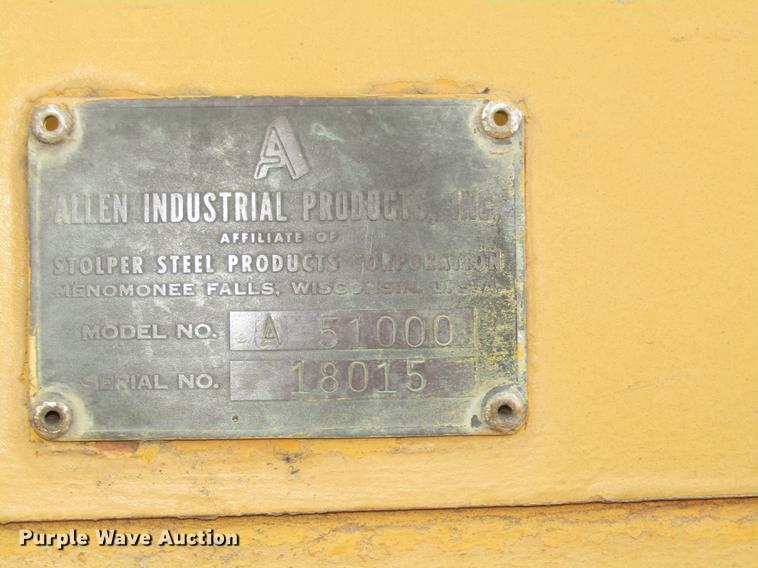 A
ALLEN INDUSTRIAL PRODUCTS, INC.
AFFILIATE OF
STOLPER STEEL PRODUCTS CORPORATION
MENOMONEE FALLS, WISCONSIN, U.S.A.
MODEL NO. A 51000
SERIAL NO. 18015
Purple Wave Auction